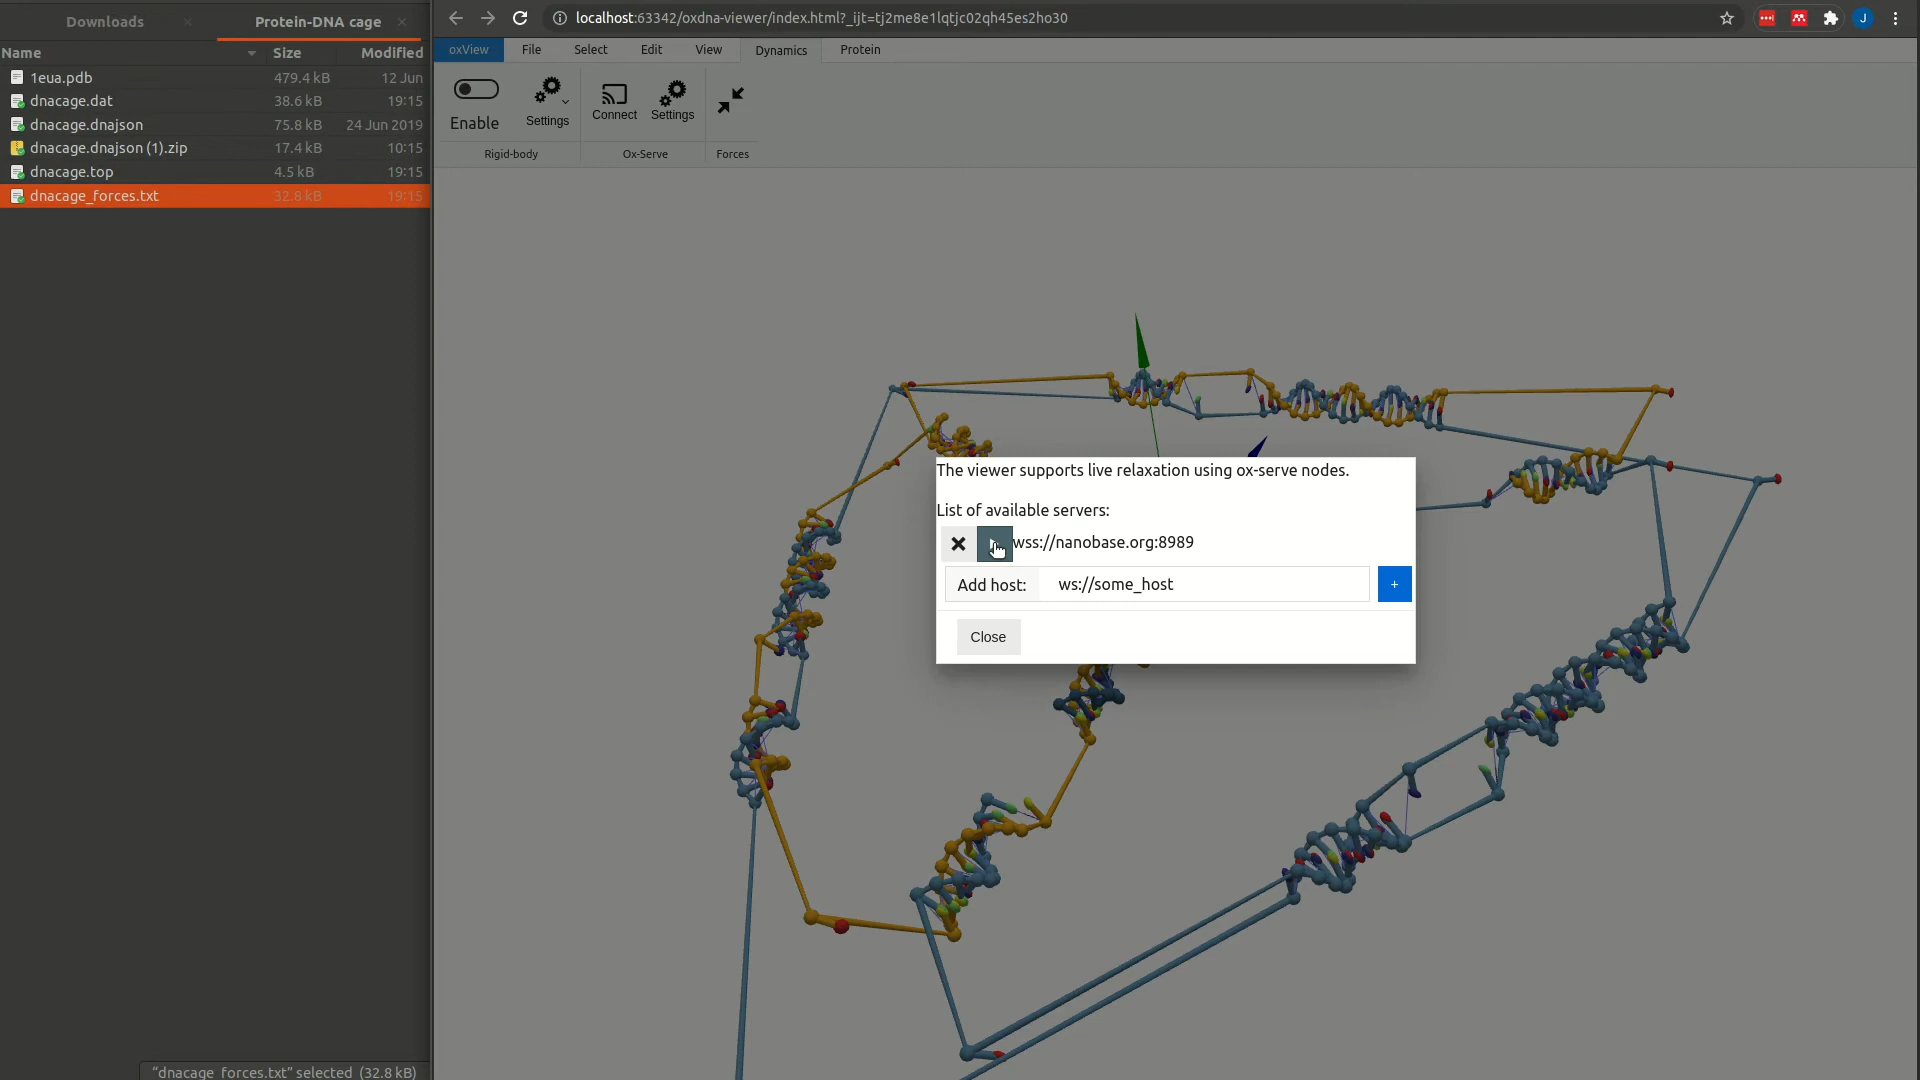 Downloads
Protein-DNA cage
Name Size Modified
1eua.pdb 479.4 kB 12 Jun
dnacage.dat 38.6 kB 19:15
dnacage.dnajson 75.8 kB 24 Jun 2019
dnacage.dnajson (1).zip 17.4 kB 10:15
dnacage.top 4.5 kB 19:15
dnacage_forces.txt 32.8 kB 19:15
"dnacage_forces.txt" selected (32.8 kB)
localhost:63342/oxdna-viewer/index.html?_ijt=tj2me8e1lqtjc02qh45es2ho30
J
oxView File Select Edit View Dynamics Protein
Enable Settings Connect Settings
Rigid-body Ox-Serve Forces
The viewer supports live relaxation using ox-serve nodes.
List of available servers:
wss://nanobase.org:8989
Add host: ws://some_host +
Close